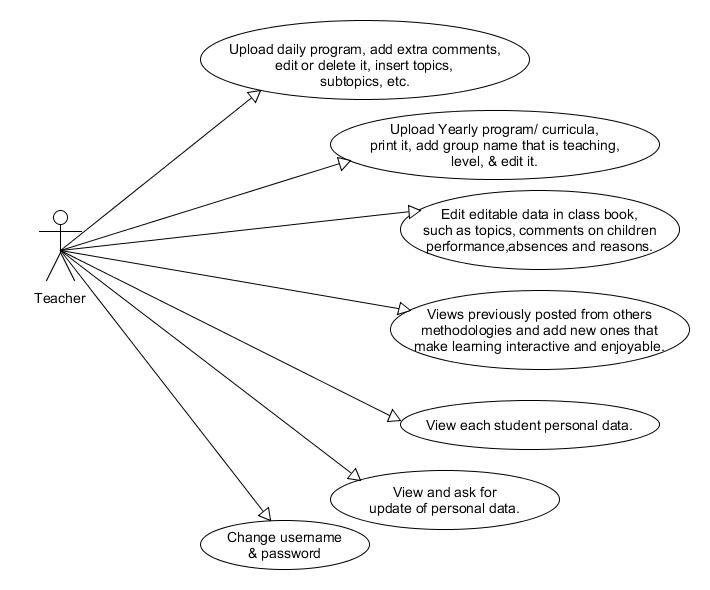 Upload daily program, add extra comments,
edit or delete it, insert topics,
subtopics, etc.
Upload Yearly program/ curricula,
print it, add group name that is teaching,
level, & edit it.
Edit editable data in class book,
such as topics, comments on children
performance,absences and reasons.
Teacher
Views previously posted from others
methodologies and add new ones that
make learning interactive and enjoyable.
View each student personal data.
View and ask for
update of personal data.
Change username
& password